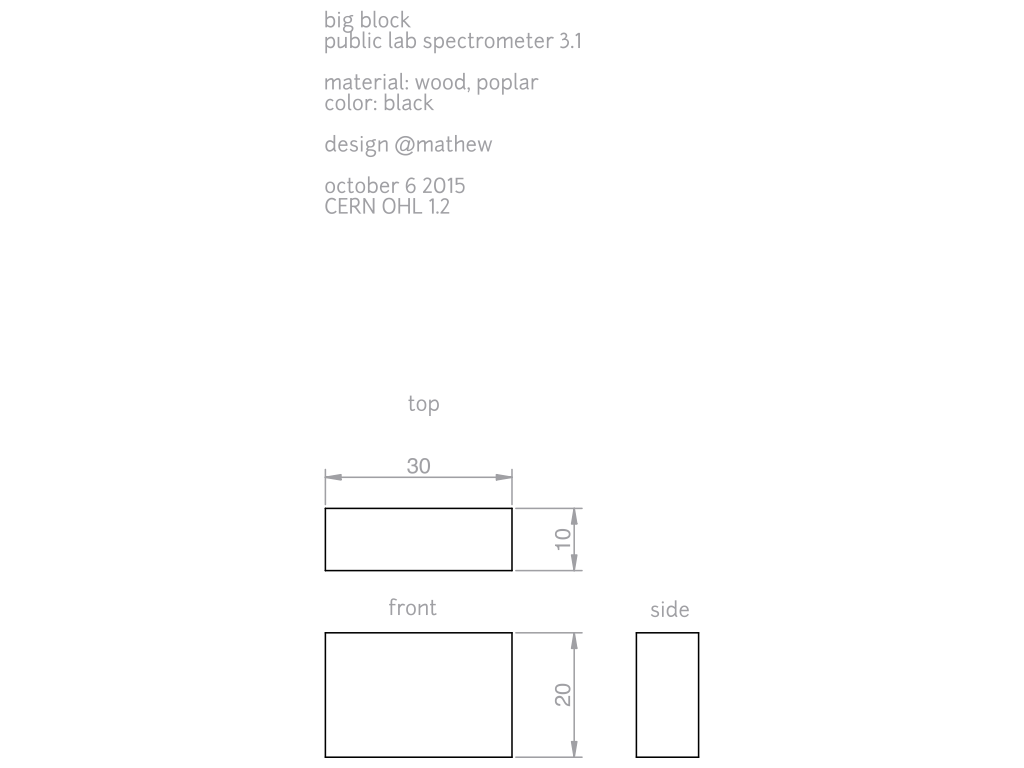 big block
public lab spectrometer 3.1
material: wood, poplar
color: black
design @mathew
october 6 2015
CERN OHL 1.2
top
30
10
front
side
20